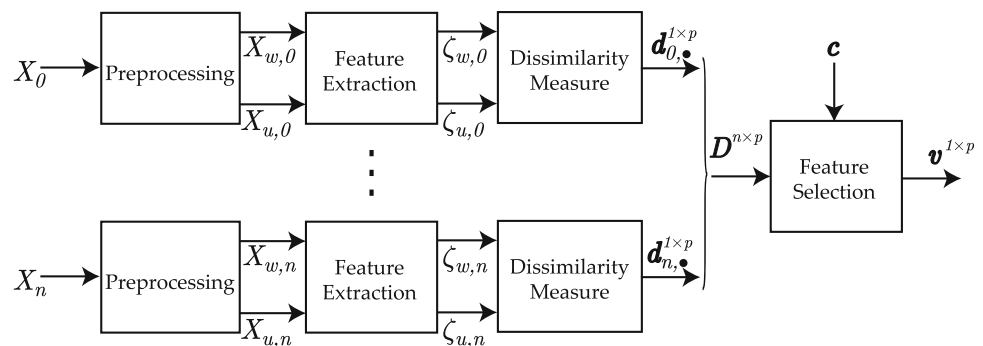 X_0
Preprocessing
X_{w,0}
X_{u,0}
Feature
Extraction
ζ_{w,0}
ζ_{u,0}
Dissimilarity
Measure
d_{0,•}^{1×p}
X_n
Preprocessing
X_{w,n}
X_{u,n}
Feature
Extraction
ζ_{w,n}
ζ_{u,n}
Dissimilarity
Measure
d_{n,•}^{1×p}
D^{n×p}
c
Feature
Selection
v^{1×p}